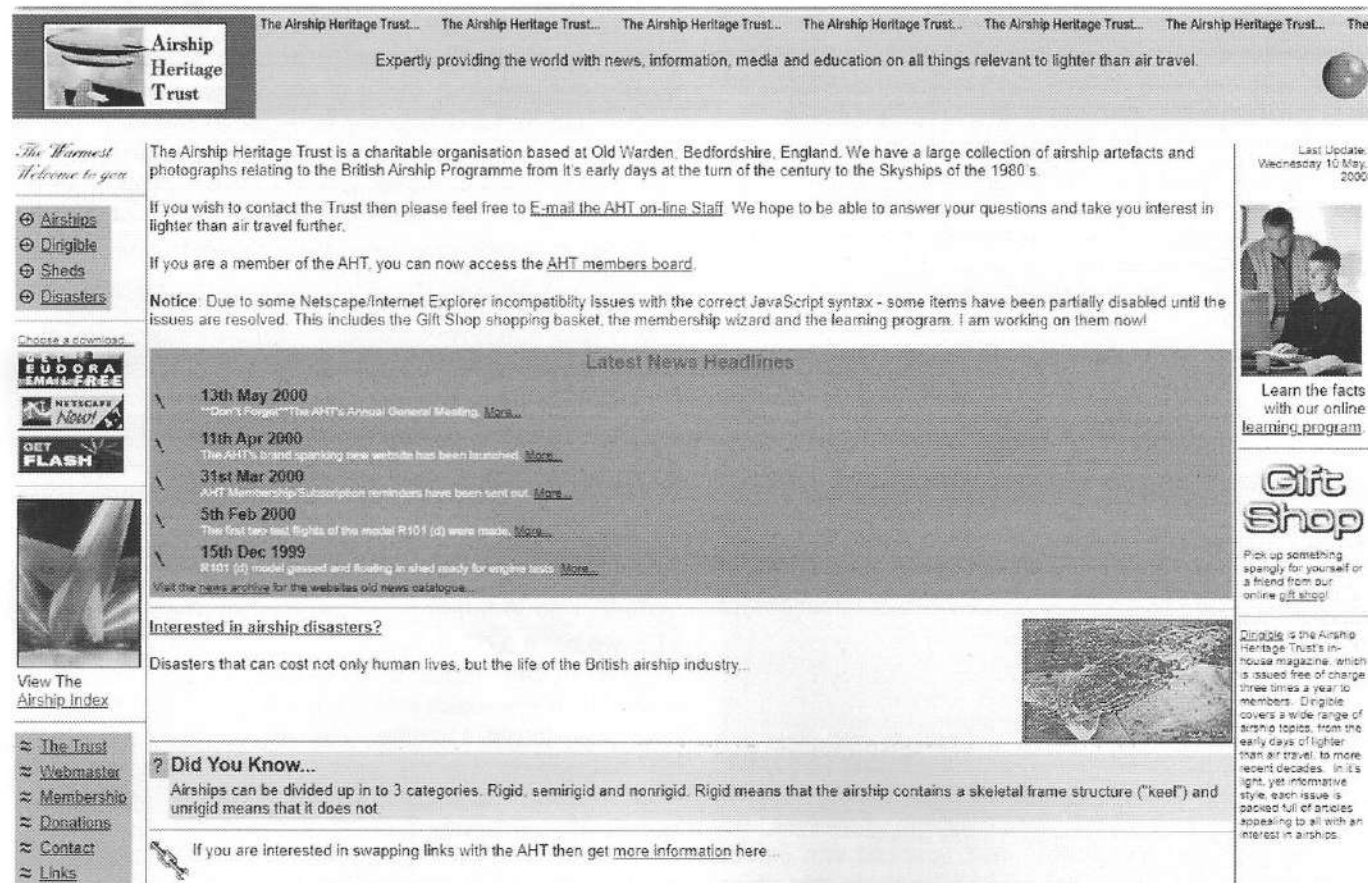 The Airship Heritage Trust... The Airship Heritage Trust... The Airship Heritage Trust... The Airship Heritage Trust... The Airship Heritage Trust... The Airship Heritage Trust... The
Airship
Heritage
Trust
Expertly providing the world with news, information, media and education on all things relevant to lighter than air travel.
The Warmest
Welcome to you
Airships
Dirigible
Sheds
Disasters
Choose a download...
GET
EUDORA
EMAIL FREE
NETSCAPE
Now!
GET
FLASH
View The
Airship Index
The Trust
Webmaster
Membership
Donations
Contact
Links
The Airship Heritage Trust is a charitable organisation based at Old Warden, Bedfordshire, England. We have a large collection of airship artefacts and
photographs relating to the British Airship Programme from it's early days at the turn of the century to the Skyships of the 1980's.
If you wish to contact the Trust then please feel free to E-mail the AHT on-line Staff. We hope to be able to answer your questions and take you interest in
lighter than air travel further.
If you are a member of the AHT, you can now access the AHT members board.
Notice: Due to some Netscape/Internet Explorer incompatiblity issues with the correct JavaScript syntax - some items have been partially disabled until the
issues are resolved. This includes the Gift Shop shopping basket, the membership wizard and the learning program. I am working on them now!
Latest News Headlines
13th May 2000
**Don't Forget**The AHT's Annual General Meeting. More...
11th Apr 2000
The AHT's brand spanking new website has been launched. More...
31st Mar 2000
AHT Membership/Subscription reminders have been sent out. More...
5th Feb 2000
The first two test flights of the model R101 (d) were made. More...
15th Dec 1999
R101 (d) model gassed and floating in shed ready for engine tests. More...
Visit the news archive for the websites old news catalogue...
Interested in airship disasters?
Disasters that can cost not only human lives, but the life of the British airship industry...
? Did You Know...
Airships can be divided up in to 3 categories. Rigid, semirigid and nonrigid. Rigid means that the airship contains a skeletal frame structure ("keel") and
unrigid means that it does not.
If you are interested in swapping links with the AHT then get more information here...
Last Update:
Wednesday 10 May,
2000
Learn the facts
with our online
learning program.
Gift
Shop
Pick up something
spangly for yourself or
a friend from our
online gift shop!
Dirigible is the Airship
Heritage Trust's in-
house magazine, which
is issued free of charge
three times a year to
members. Dirigible
covers a wide range of
airship topics, from the
early days of lighter
than air travel, to more
recent decades. In it's
light, yet informative
style, each issue is
packed full of articles
appealing to all with an
interest in airships.